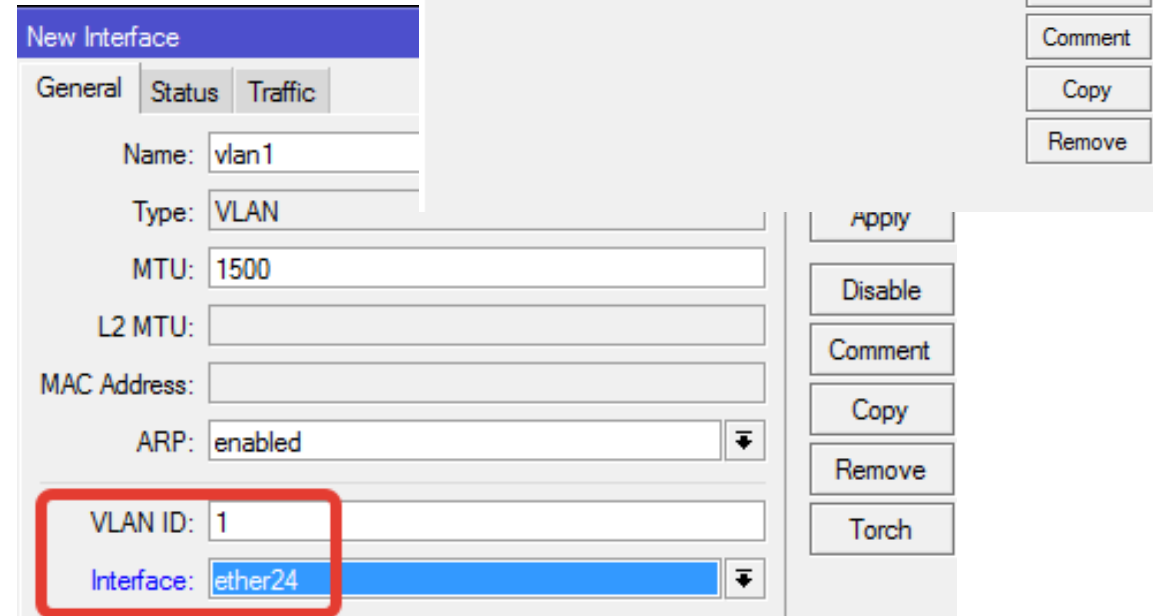 New Interface
General Status Traffic
Name: vlan1
Type: VLAN
MTU: 1500
L2 MTU:
MAC Address:
ARP: enabled
VLAN ID: 1
Interface: ether24
Comment
Copy
Remove
Apply
Disable
Comment
Copy
Remove
Torch